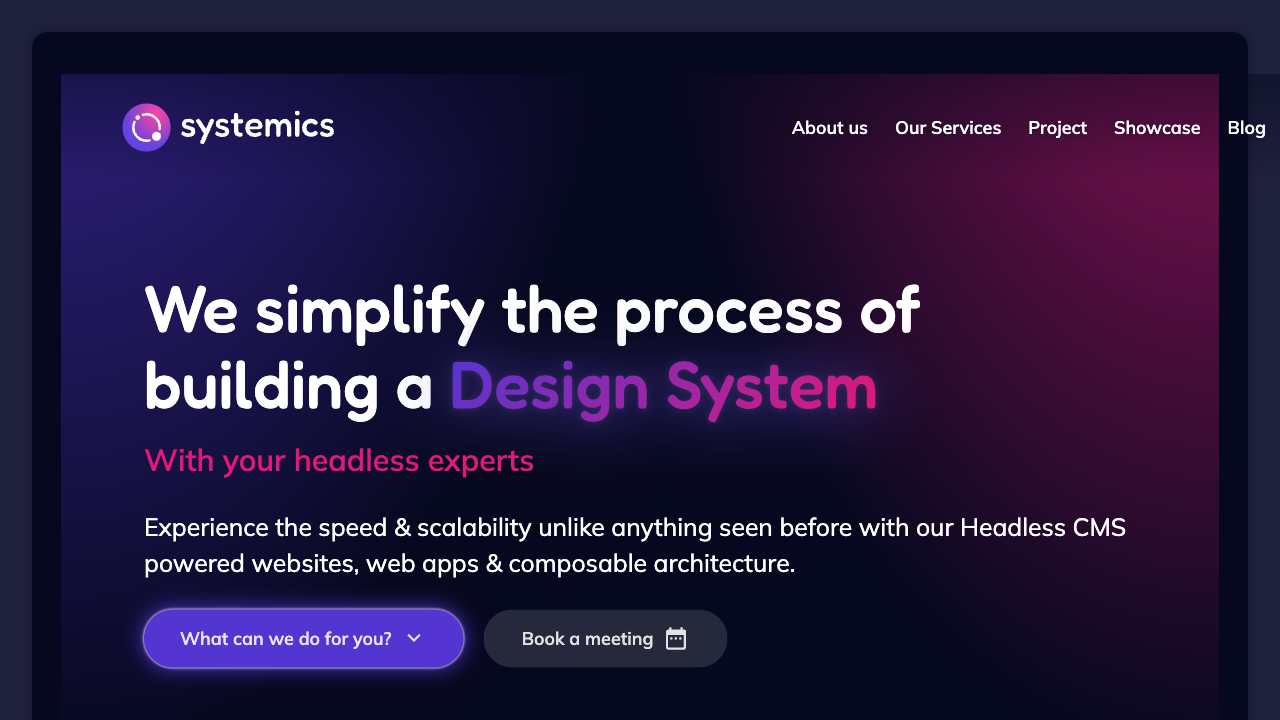 systemics
About us Our Services Project Showcase Blog
We simplify the process of
building a Design System
With your headless experts
Experience the speed & scalability unlike anything seen before with our Headless CMS
powered websites, web apps & composable architecture.
What can we do for you? Book a meeting